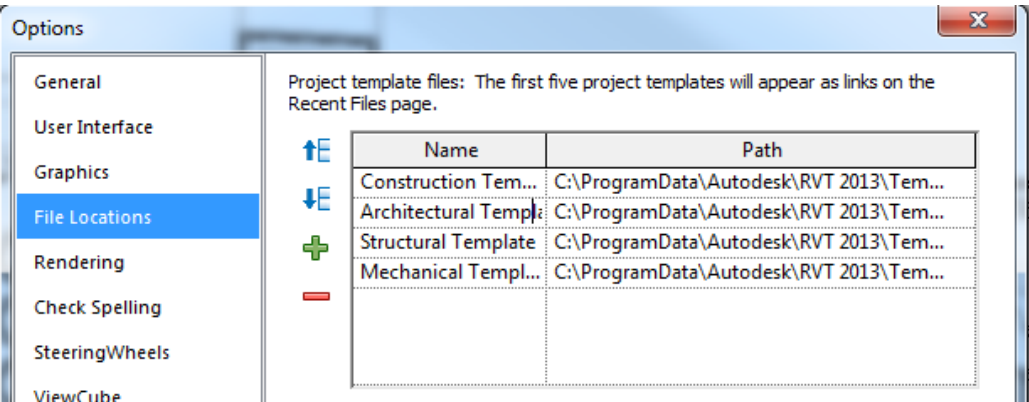 Options
General
User Interface
Graphics
File Locations
Rendering
Check Spelling
SteeringWheels
ViewCube
Project template files: The first five project templates will appear as links on the
Recent Files page.
Name Path
Construction Tem... C:\ProgramData\Autodesk\RVT 2013\Tem...
Architectural Templa C:\ProgramData\Autodesk\RVT 2013\Tem...
Structural Template C:\ProgramData\Autodesk\RVT 2013\Tem...
Mechanical Templ... C:\ProgramData\Autodesk\RVT 2013\Tem...